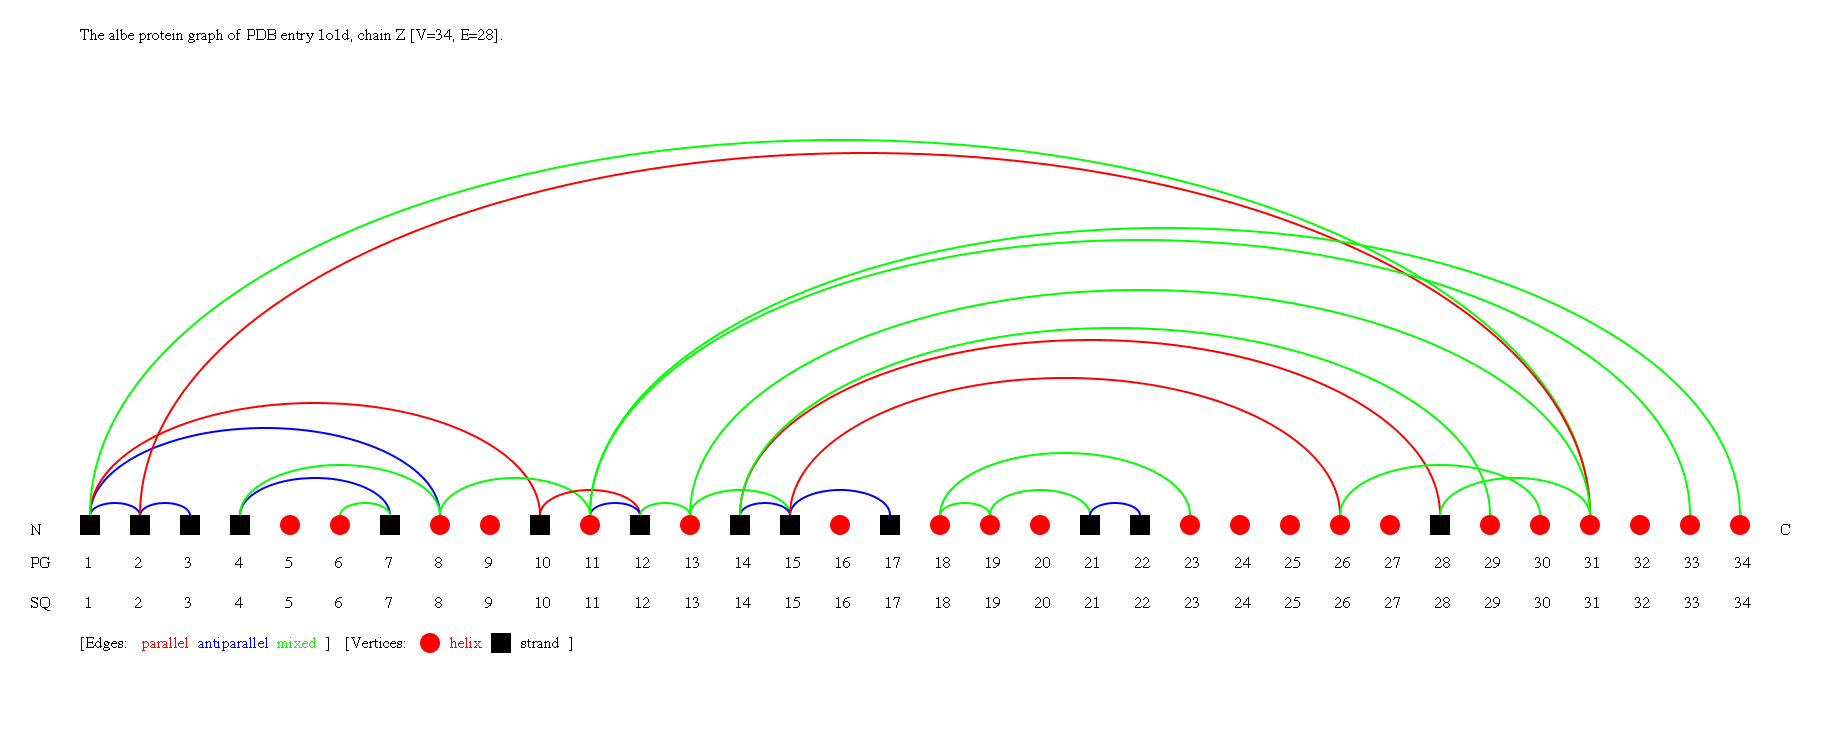 The albe protein graph of PDB entry 1o1d, chain Z [V=34, E=28].
N C
PG 1 2 3 4 5 6 7 8 9 10 11 12 13 14 15 16 17 18 19 20 21 22 23 24 25 26 27 28 29 30 31 32 33 34
SQ 1 2 3 4 5 6 7 8 9 10 11 12 13 14 15 16 17 18 19 20 21 22 23 24 25 26 27 28 29 30 31 32 33 34
[Edges: parallel antiparallel mixed ] [Vertices: helix strand ]